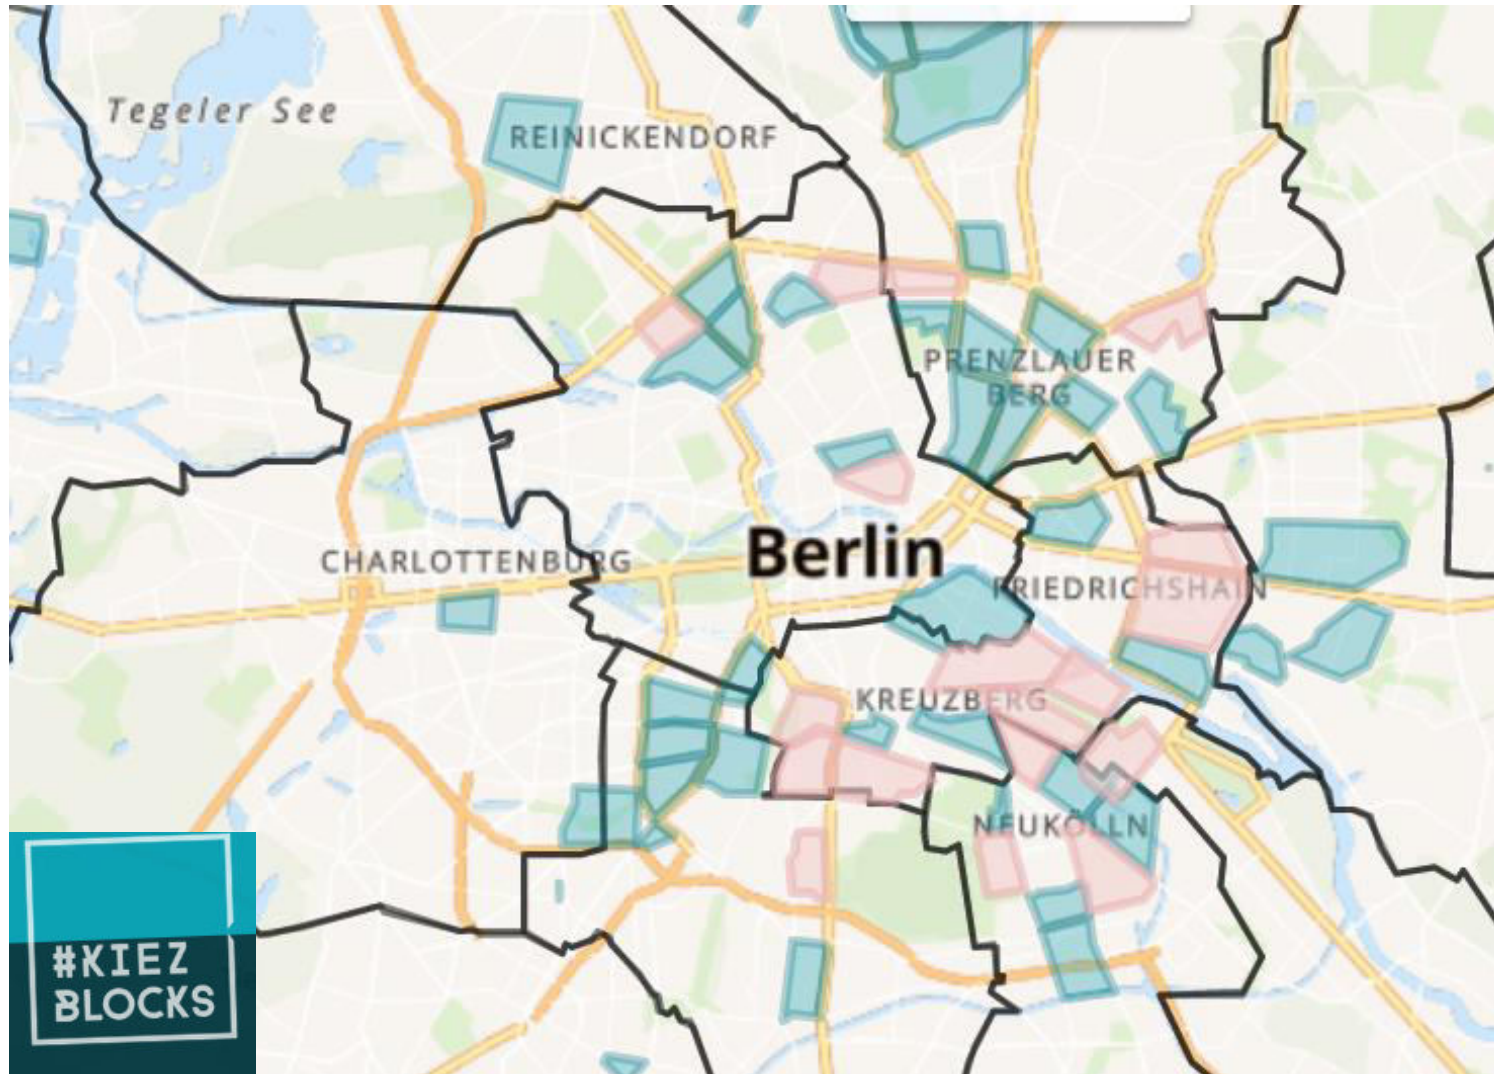 Tegeler See
REINICKENDORF
PRENZLAUER
BERG
CHARLOTTENBURG
Berlin
FRIEDRICHSHAIN
KREUZBERG
NEUKÖLLN
#KIEZ
BLOCKS